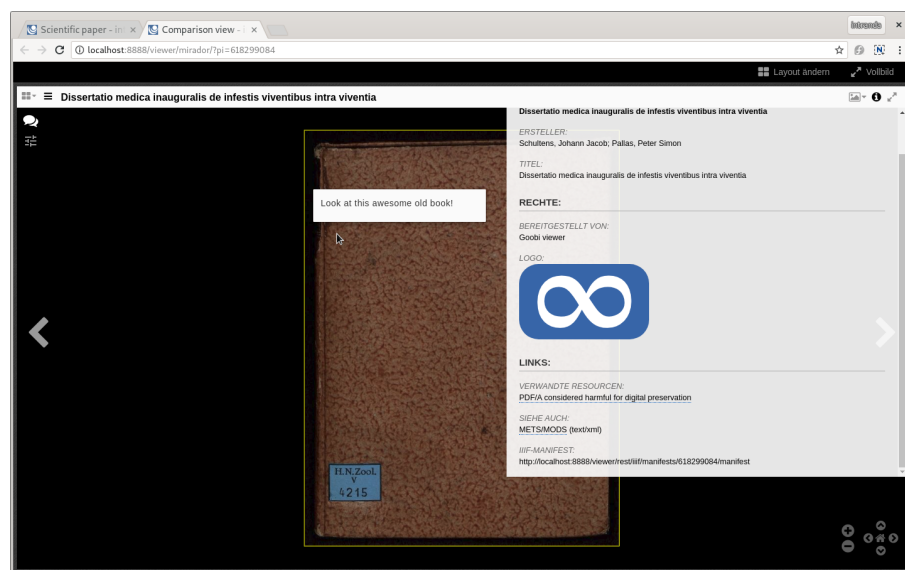 Scientific paper - in
Comparison view -
intranda
localhost:8888/viewer/mirador/?pi=618299084
Layout ändern
Vollbild
Dissertatio medica inauguralis de infestis viventibus intra viventia
Dissertatio medica inauguralis de infestis viventibus intra viventia
ERSTELLER:
Schultens, Johann Jacob; Pallas, Peter Simon
TITEL:
Dissertatio medica inauguralis de infestis viventibus intra viventia
Look at this awesome old book!
RECHTE:
BEREITGESTELLT VON:
Goobi viewer
LOGO:
LINKS:
VERWANDTE RESOURCEN:
PDF/A considered harmful for digital preservation
SIEHE AUCH:
METS/MODS (text/xml)
IIIF-MANIFEST:
http://localhost:8888/viewer/rest/iiif/manifests/618299084/manifest
H.N.Zool.
V
4215